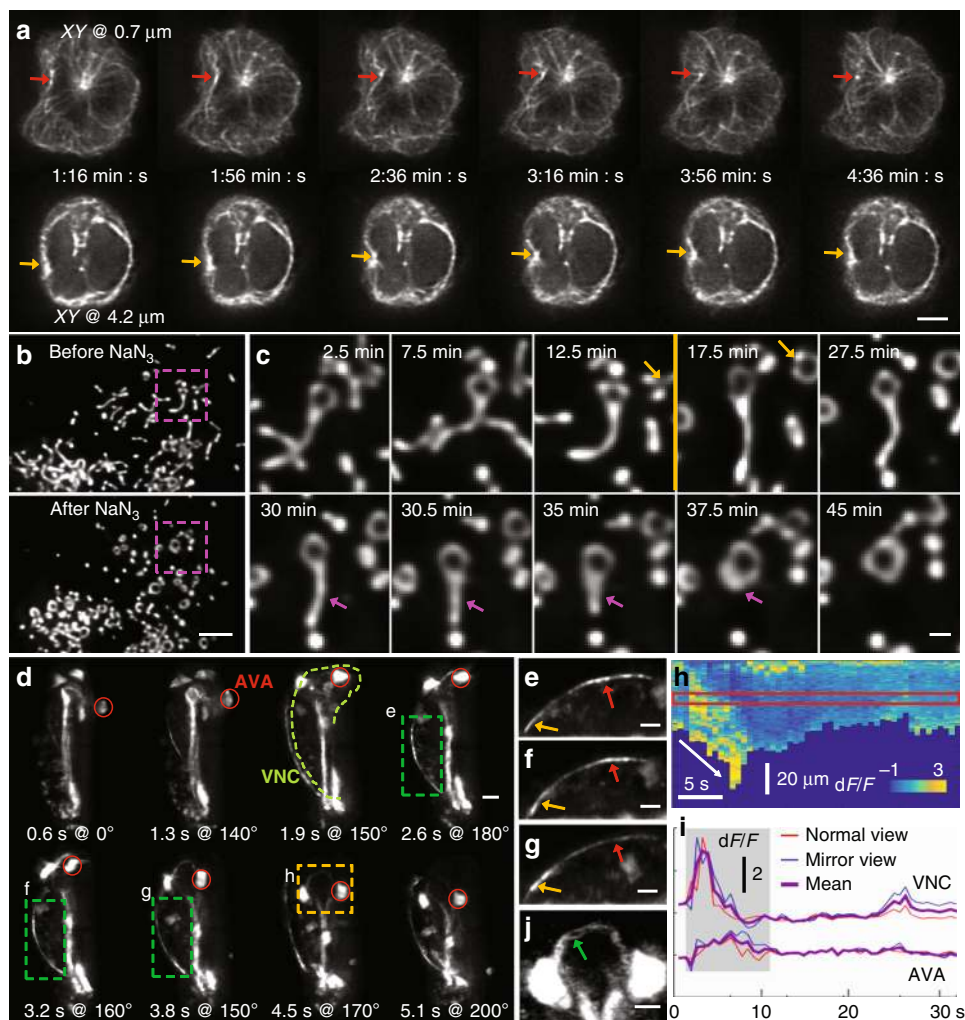 a
XY @ 0.7 µm
1:16 min : s
1:56 min : s
2:36 min : s
3:16 min : s
3:56 min: s
4:36 min : s
XY @ 4.2 µm
b
Before NaN3
After NaN3
c
2.5 min
7.5 min
12.5 min
17.5 min
27.5 min
30 min
30.5 min
35 min
37.5 min
45 min
d
AVA
VNC
e
0.6 s @ 0°
1.3 s @ 140°
1.9 s @ 150°
2.6 s @ 180°
f
g
h
3.2 s @ 160°
3.8 s @ 150°
4.5 s @ 170°
5.1 s @ 200°
e
f
g
j
h
5 s
20 µm
dF/F
–1
3
i
dF/F
2
Normal view
Mirror view
Mean
VNC
AVA
0
10
20
30 s